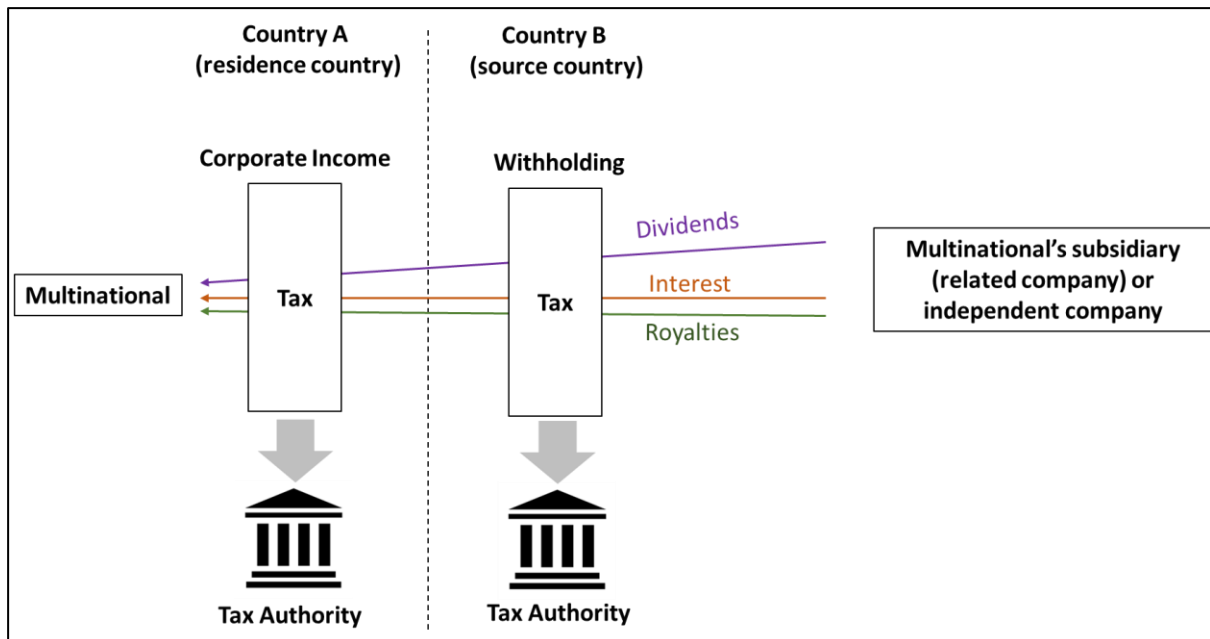 Country A
(residence country)
Country B
(source country)
Corporate Income
Withholding
Dividends
Multinational
Tax
Tax
Interest
Royalties
Multinational’s subsidiary
(related company) or
independent company
Tax Authority
Tax Authority